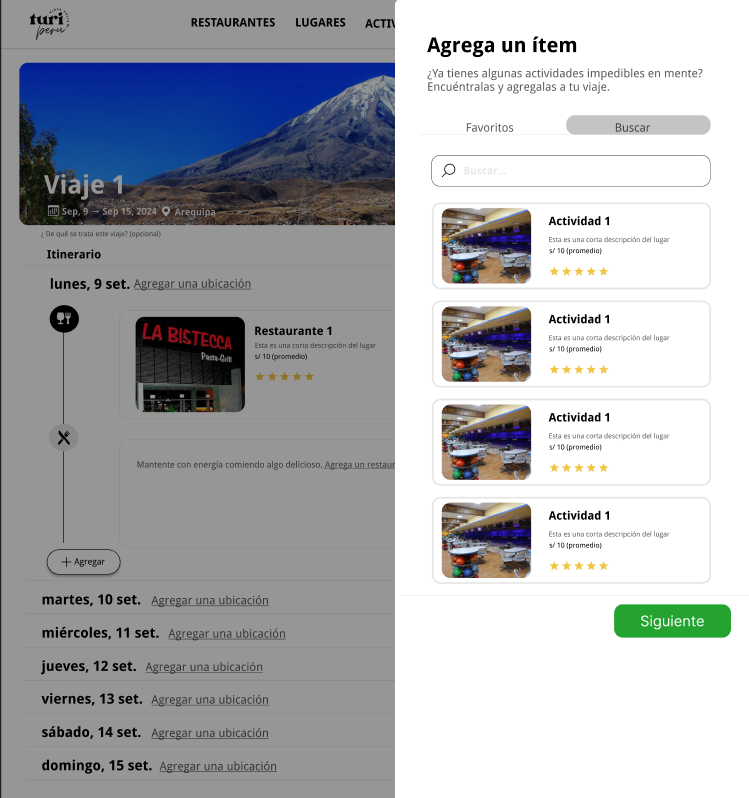 turi
peru
RESTAURANTES
LUGARES
ACTIV
Viaje 1
Sep, 9 → Sep 15, 2024
Arequipa
¿ De qué se trata este viaje? (opcional)
Itinerario
lunes, 9 set. Agregar una ubicación
LA BISTECCA
Pasta-Grill
Restaurante 1
Esta es una corta descripción del lugar
s/ 10 (promedio)
Mantente con energía comiendo algo delicioso. Agrega un restaur
Agregar
martes, 10 set. Agregar una ubicación
miércoles, 11 set. Agregar una ubicación
jueves, 12 set. Agregar una ubicación
viernes, 13 set. Agregar una ubicación
sábado, 14 set. Agregar una ubicación
domingo, 15 set. Agregar una ubicación
Agrega un ítem
¿Ya tienes algunas actividades impedibles en mente?
Encuéntralas y agregalas a tu viaje.
Favoritos
Buscar
Buscar...
Actividad 1
Esta es una corta descripción del lugar
s/ 10 (promedio)
Actividad 1
Esta es una corta descripción del lugar
s/ 10 (promedio)
Actividad 1
Esta es una corta descripción del lugar
s/ 10 (promedio)
Actividad 1
Esta es una corta descripción del lugar
s/ 10 (promedio)
Siguiente